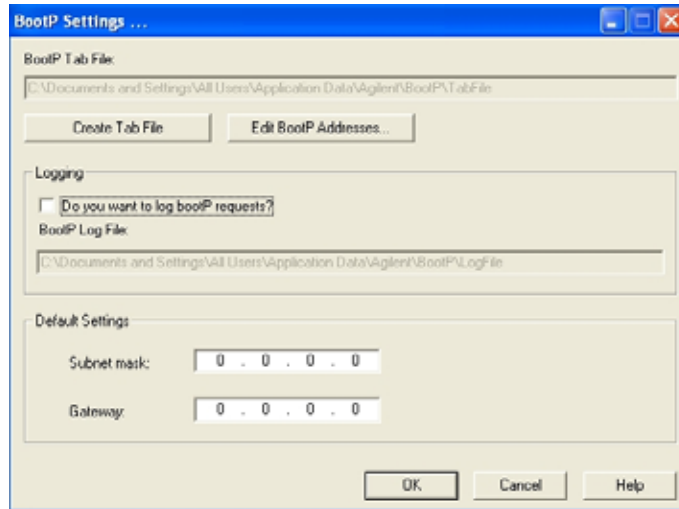 BootP Settings ...
BootP Tab File:
C:\Documents and Settings\All Users\Application Data\Agilent\BootP\TabFile
Create Tab File Edit BootP Addresses...
Logging
Do you want to log bootP requests?
BootP Log File:
C:\Documents and Settings\All Users\Application Data\Agilent\BootP\LogFile
Default Settings
Subnet mask: 0 . 0 . 0 . 0
Gateway: 0 . 0 . 0 . 0
OK Cancel Help